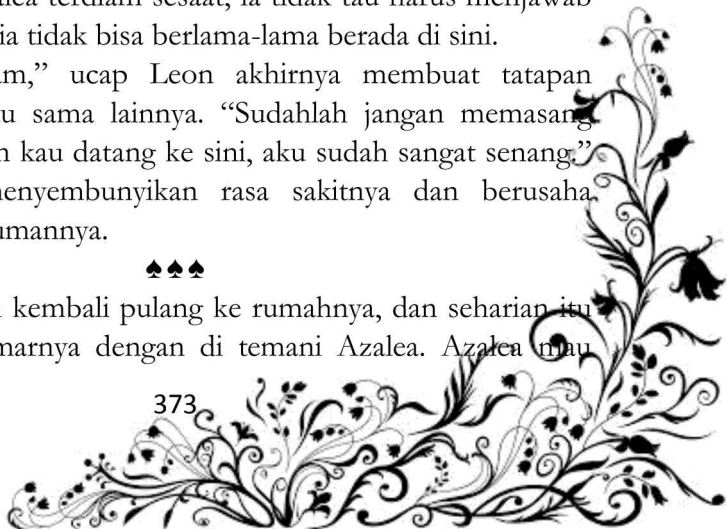 terdiam sesaat, ia tidak tau harus menjawab
ia tidak bisa berlama-lama berada di sini.
am,” ucap Leon akhirnya membuat tatapan
u sama lainnya. “Sudahlah jangan memasang
kau datang ke sini, aku sudah sangat senang.”
menyembunyikan rasa sakitnya dan berusaha
umannya.
♠♠♠
kembali pulang ke rumahnya, dan seharian itu
marnya dengan di temani Azalea. Azalea mau
373